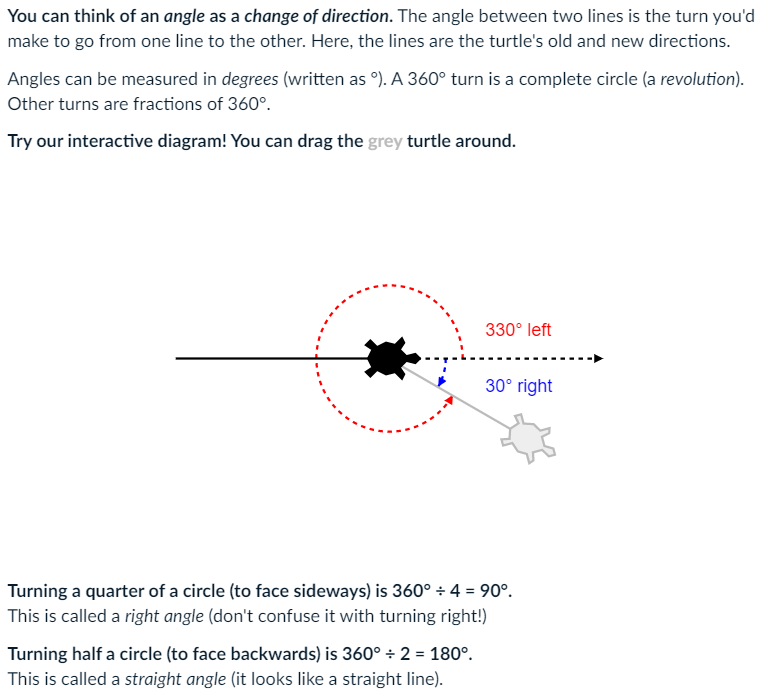 You can think of an angle as a change of direction. The angle between two lines is the turn you'd
make to go from one line to the other. Here, the lines are the turtle's old and new directions.
Angles can be measured in degrees (written as °). A 360° turn is a complete circle (a revolution).
Other turns are fractions of 360°.
Try our interactive diagram! You can drag the grey turtle around.
330° left
30° right
Turning a quarter of a circle (to face sideways) is 360° ÷ 4 = 90°.
This is called a right angle (don't confuse it with turning right!)
Turning half a circle (to face backwards) is 360° ÷ 2 = 180°.
This is called a straight angle (it looks like a straight line).